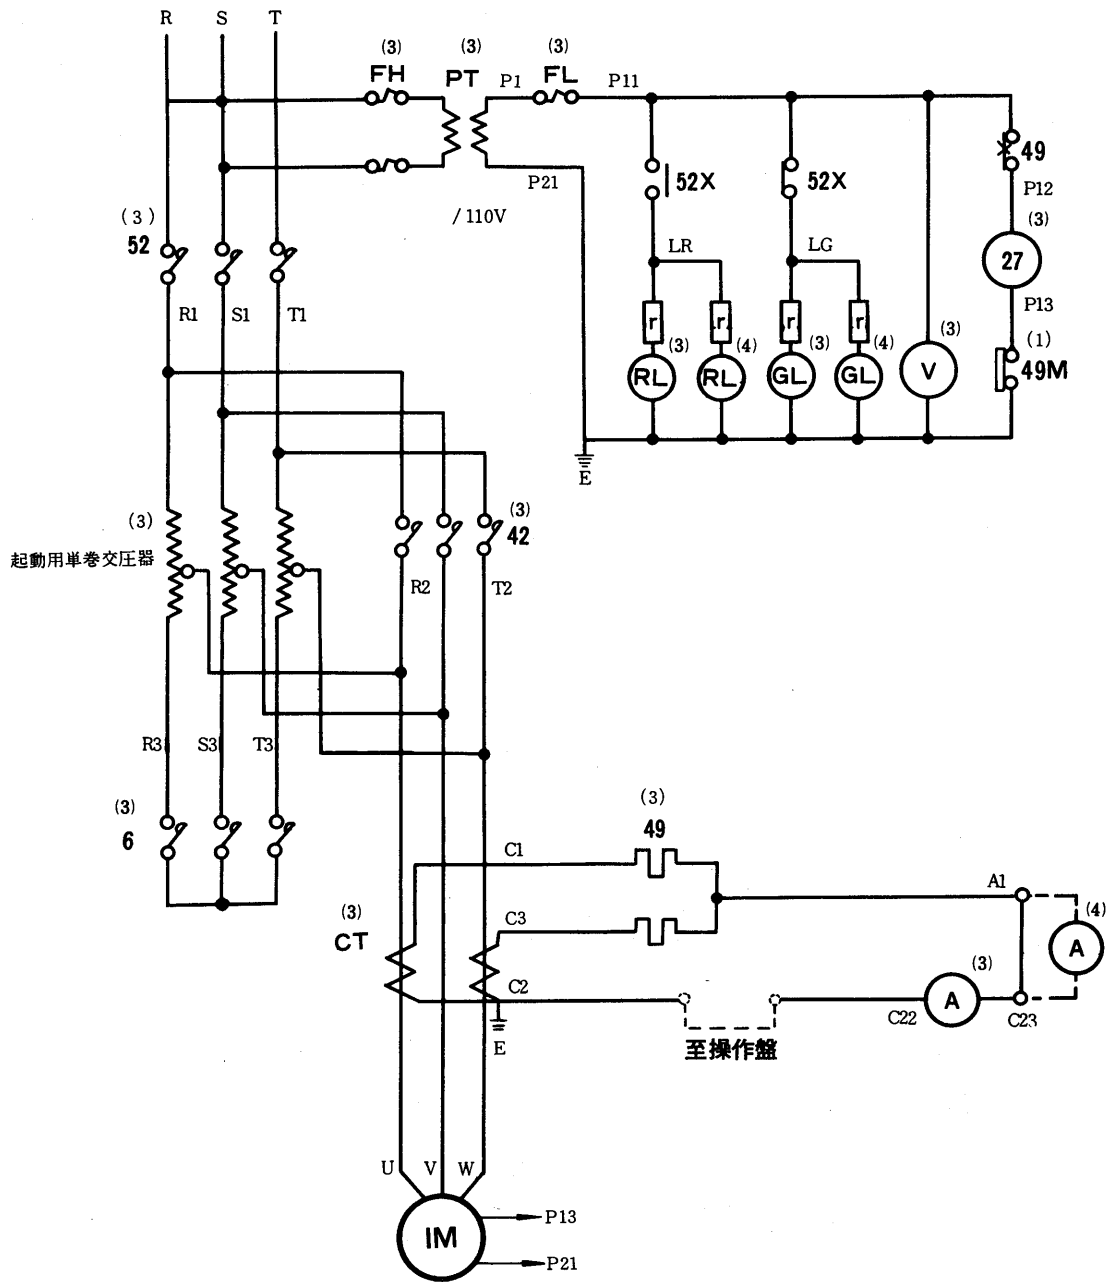 R S T
(3) (3) (3)
FH PT P1 FL P11
P21
/110V
52X 52X
49
P12
(3)
27
P13
(1)
49M
LR LG
r r r r
(3) (4) (3) (4) (3)
RL RL GL GL V
E
(3)
52
R1 S1 T1
(3)
起動用単巻交圧器
(3)
42
R2 T2
R3 S3 T3
(3)
6
(3)
49
C1
C3
C2
(3)
CT
E
A1
(4)
A
(3)
A
C22 C23
至操作盤
U V W
IM
P13
P21